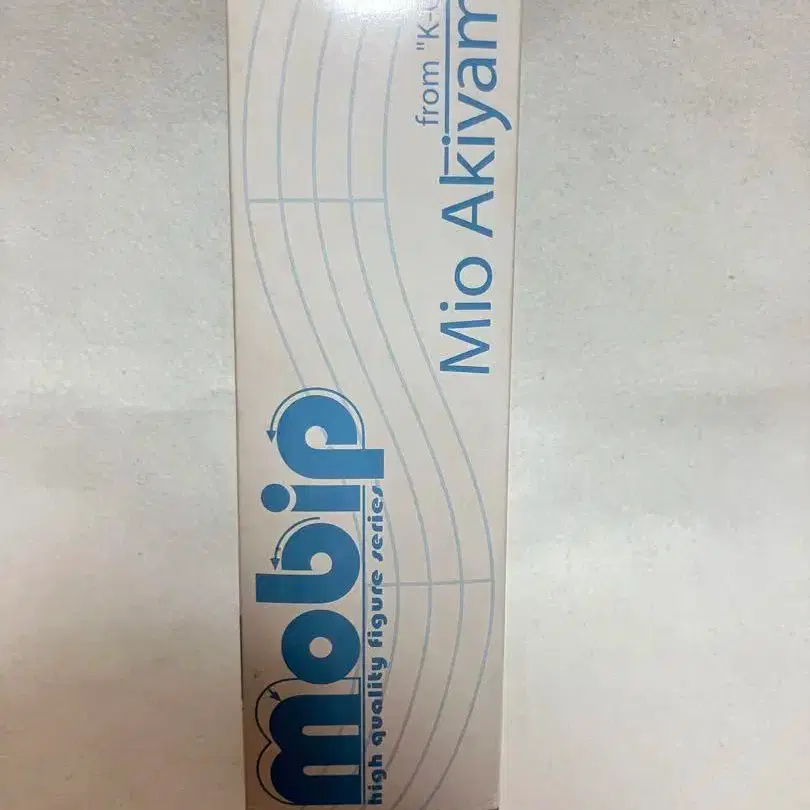 mobip
high quality figure series
from "K-
Mio Akiyam